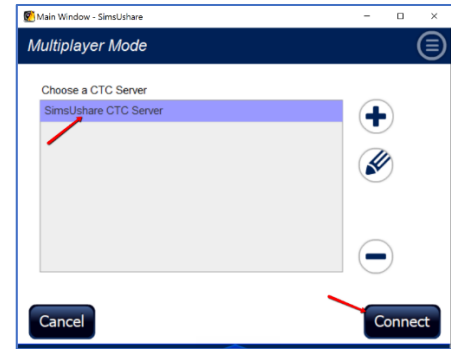 Main Window - SimsUshare
Multiplayer Mode
Choose a CTC Server
SimsUshare CTC Server
Cancel
Connect